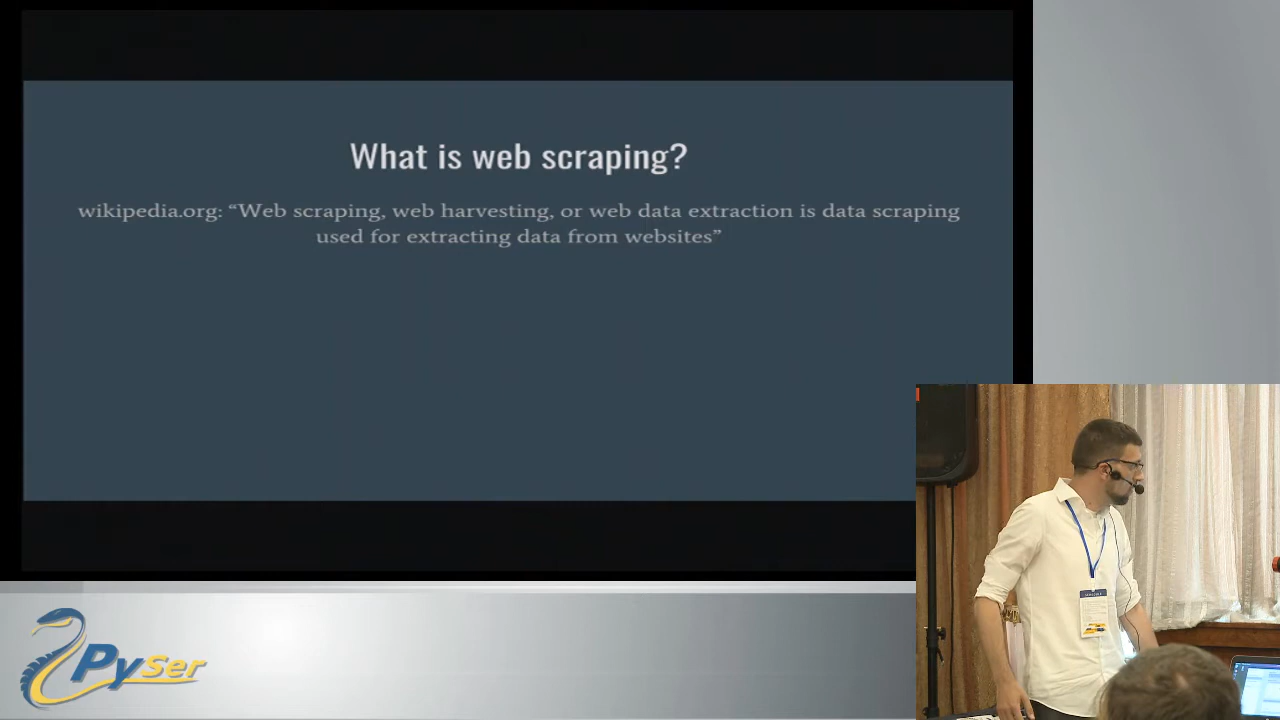 What is web scraping?
wikipedia.org: “Web scraping, web harvesting, or web data extraction is data scraping
used for extracting data from websites”
PySer